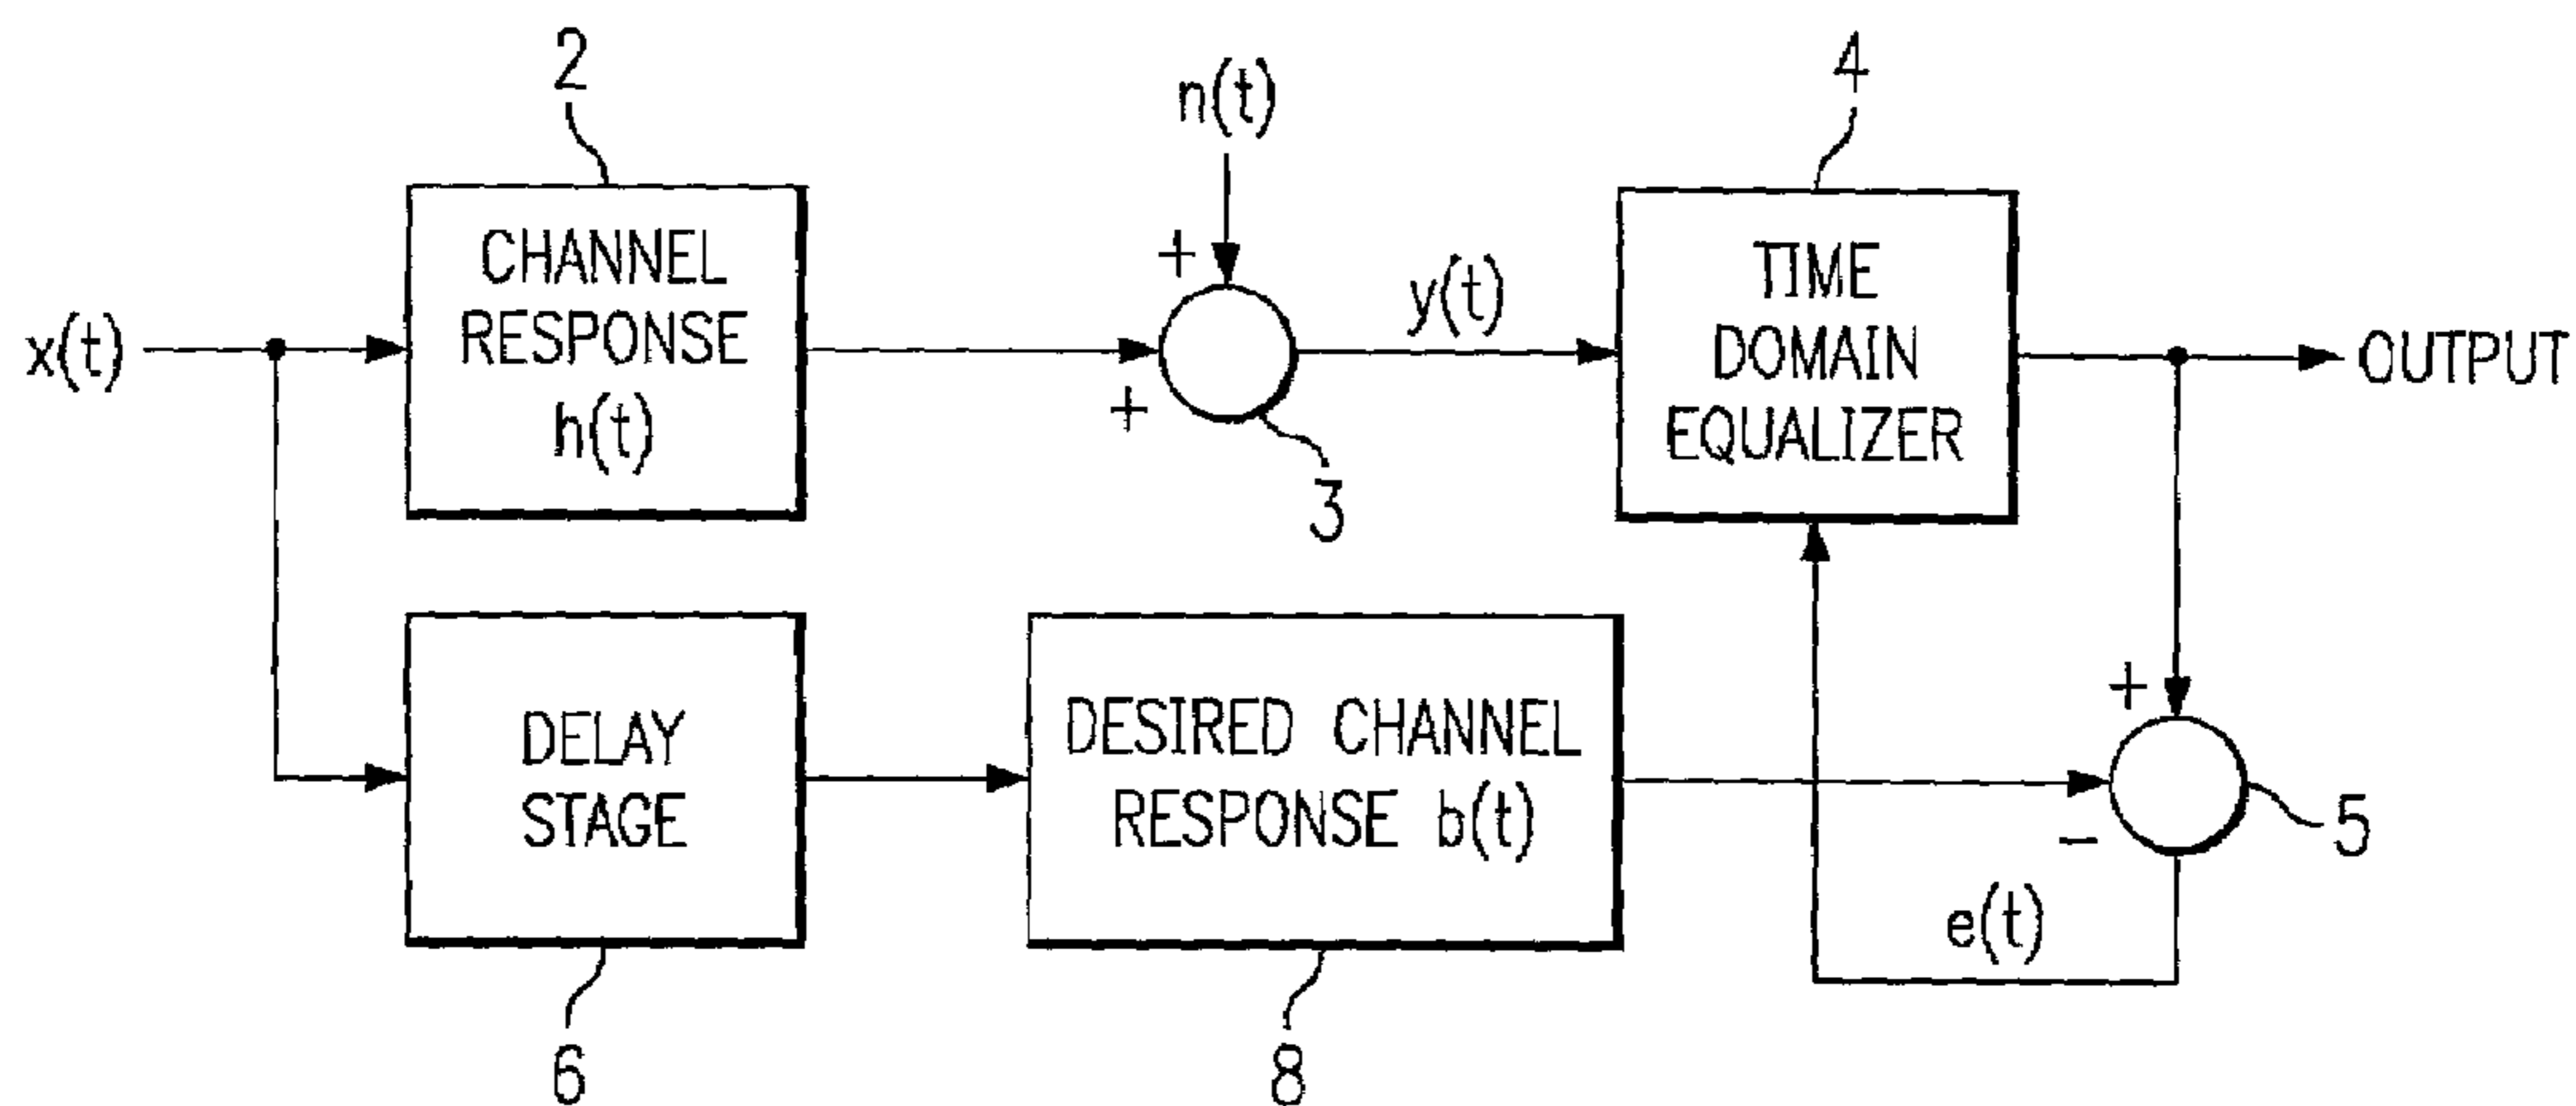 2
n(t)
4
CHANNEL
RESPONSE
h(t)
x(t)
+
+
3
y(t)
TIME
DOMAIN
EQUALIZER
OUTPUT
DELAY
STAGE
6
DESIRED CHANNEL
RESPONSE b(t)
8
+
−
5
e(t)